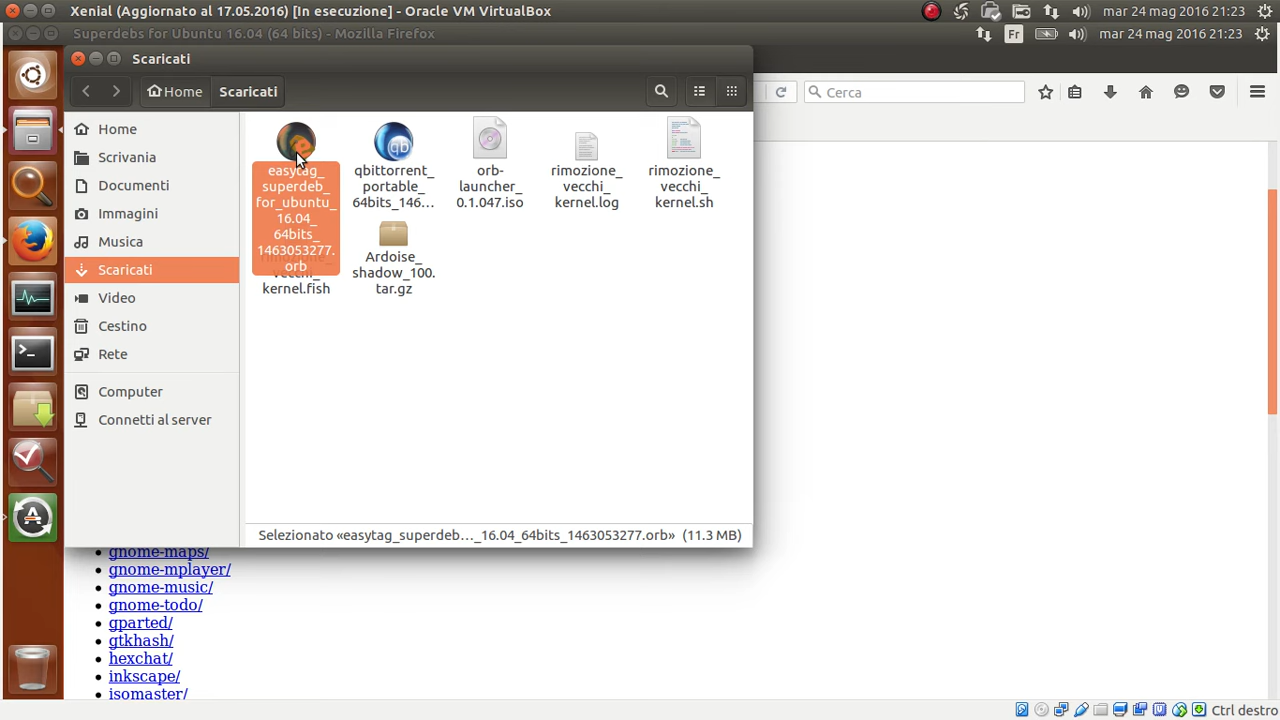 Xenial (Aggiornato al 17.05.2016) [In esecuzione] - Oracle VM VirtualBox
mar 24 mag 2016 21:23
Superdebs for Ubuntu 16.04 (64 bits) - Mozilla Firefox
Fr
mar 24 mag 2016 21:23
Scaricati
Home
Scaricati
Cerca
Home
Scrivania
Documenti
Immagini
Musica
Scaricati
Video
Cestino
Rete
Computer
Connetti al server
easytag_
superdeb_
for_ubuntu_
16.04_
64bits_
1463053277.
orb
qbittorrent_
portable_
64bits_146...
orb-
launcher_
0.1.047.iso
rimozione_
vecchi_
kernel.log
rimozione_
vecchi_
kernel.sh
vecchi_
kernel.fish
Ardoise_
shadow_100.
tar.gz
Selezionato «easytag_superdeb..._16.04_64bits_1463053277.orb» (11.3 MB)
gnome-maps/
gnome-mplayer/
gnome-music/
gnome-todo/
gparted/
gtkhash/
hexchat/
inkscape/
isomaster/
Ctrl destro